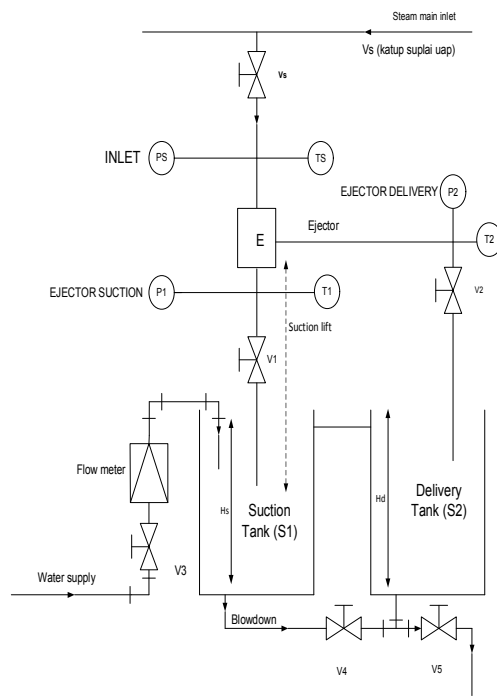 Steam main inlet
Vs (katup suplai uap)
Vs
INLET
PS
TS
P2
EJECTOR DELIVERY
E
Ejector
T2
EJECTOR SUCTION
P1
T1
V2
Suction lift
V1
Flow meter
Hs
Suction
Tank (S1)
Hd
Delivery
Tank (S2)
Water supply
V3
Blowdown
V4
V5